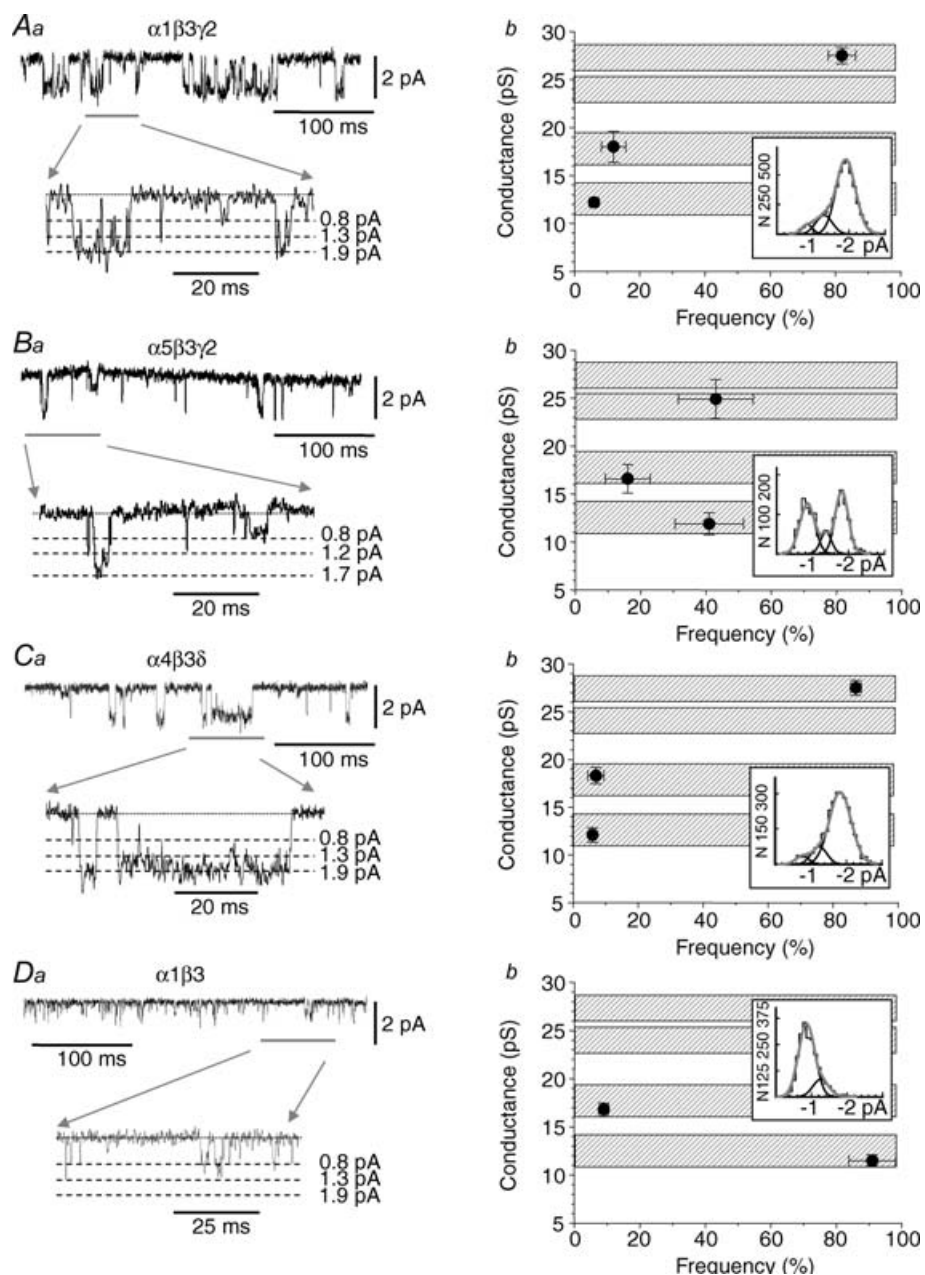 Aa
α1β3γ2
2 pA
100 ms
0.8 pA
1.3 pA
1.9 pA
20 ms
b
30
25
20
15
10
5
Conductance (pS)
0 20 40 60 80 100
Frequency (%)
N 250 500
-1 -2 pA
Ba
α5β3γ2
2 pA
100 ms
0.8 pA
1.2 pA
1.7 pA
20 ms
b
30
25
20
15
10
5
Conductance (pS)
0 20 40 60 80 100
Frequency (%)
N 100 200
-1 -2 pA
Ca
α4β3δ
2 pA
100 ms
0.8 pA
1.3 pA
1.9 pA
20 ms
b
30
25
20
15
10
5
Conductance (pS)
0 20 40 60 80 100
Frequency (%)
N 150 300
-1 -2 pA
Da
α1β3
2 pA
100 ms
0.8 pA
1.3 pA
1.9 pA
25 ms
b
30
25
20
15
10
5
Conductance (pS)
0 20 40 60 80 100
Frequency (%)
N 125 250 375
-1 -2 pA